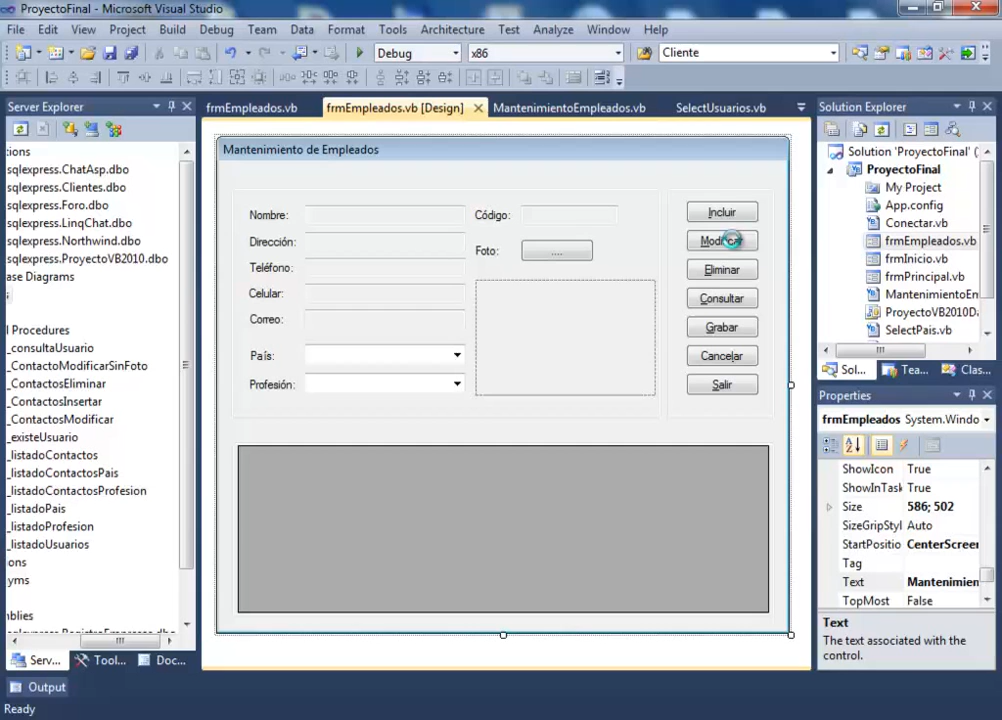 ProyectoFinal - Microsoft Visual Studio
File Edit View Project Build Debug Team Data Format Tools Architecture Test Analyze Window Help
Debug x86 Cliente
Server Explorer
frmEmpleados.vb frmEmpleados.vb [Design] MantenimientoEmpleados.vb SelectUsuarios.vb
Solution Explorer
ctions
sqlexpress.ChatAsp.dbo
sqlexpress.Clientes.dbo
sqlexpress.Foro.dbo
sqlexpress.LinqChat.dbo
sqlexpress.Northwind.dbo
sqlexpress.ProyectoVB2010.dbo
ase Diagrams
l Procedures
_consultaUsuario
_ContactoModificarSinFoto
_ContactosEliminar
_ContactosInsertar
_ContactosModificar
_existeUsuario
_listadoContactos
_listadoContactosPais
_listadoContactosProfesion
_listadoPais
_listadoProfesion
_listadoUsuarios
ons
yms
mblies
Serv... Tool... Doc...
Mantenimiento de Empleados
Nombre:
Dirección:
Teléfono:
Celular:
Correo:
País:
Profesión:
Código:
Foto: ....
Incluir
Modificar
Eliminar
Consultar
Grabar
Cancelar
Salir
Solution 'ProyectoFinal'
ProyectoFinal
My Project
App.config
Conectar.vb
frmEmpleados.vb
frmInicio.vb
frmPrincipal.vb
MantenimientoEm
ProyectoVB2010D
SelectPais.vb
Sol... Tea... Clas...
Properties
frmEmpleados System.Windo
ShowIcon True
ShowInTask True
Size 586; 502
SizeGripStyl Auto
StartPositio CenterScreen
Tag
Text Mantenimien
TopMost False
Text
The text associated with the
control.
Output
Ready